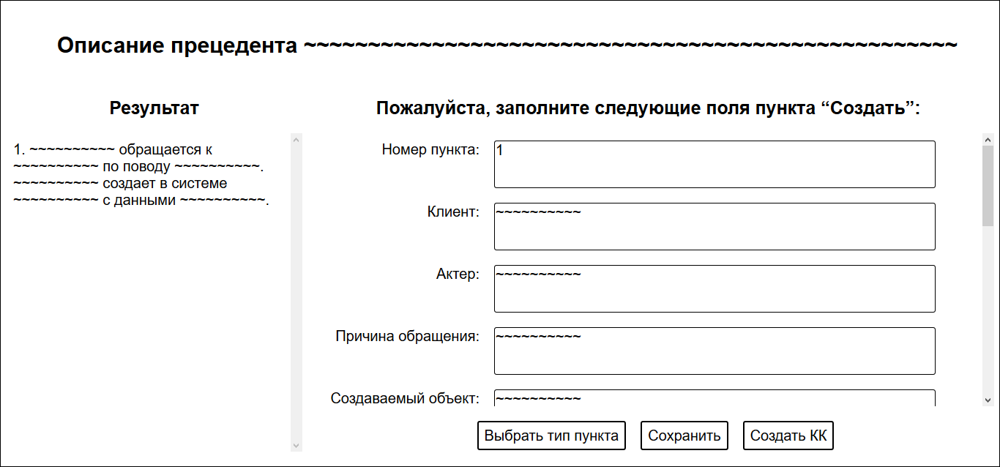 Описание прецедента ~~~~~~~~~~~~~~~~~~~~~~~~~~~~~~~~~~~~~~~~~~~~~~~~~~~
Результат
1. ~~~~~~~~~~ обращается к
~~~~~~~~~~ по поводу ~~~~~~~~~~.
~~~~~~~~~~ создает в системе
~~~~~~~~~~ с данными ~~~~~~~~~~.
Пожалуйста, заполните следующие поля пункта “Создать”:
Номер пункта: 1
Клиент: ~~~~~~~~~~
Актер: ~~~~~~~~~~
Причина обращения: ~~~~~~~~~~
Создаваемый объект: ~~~~~~~~~~
Выбрать тип пункта Сохранить Создать КК